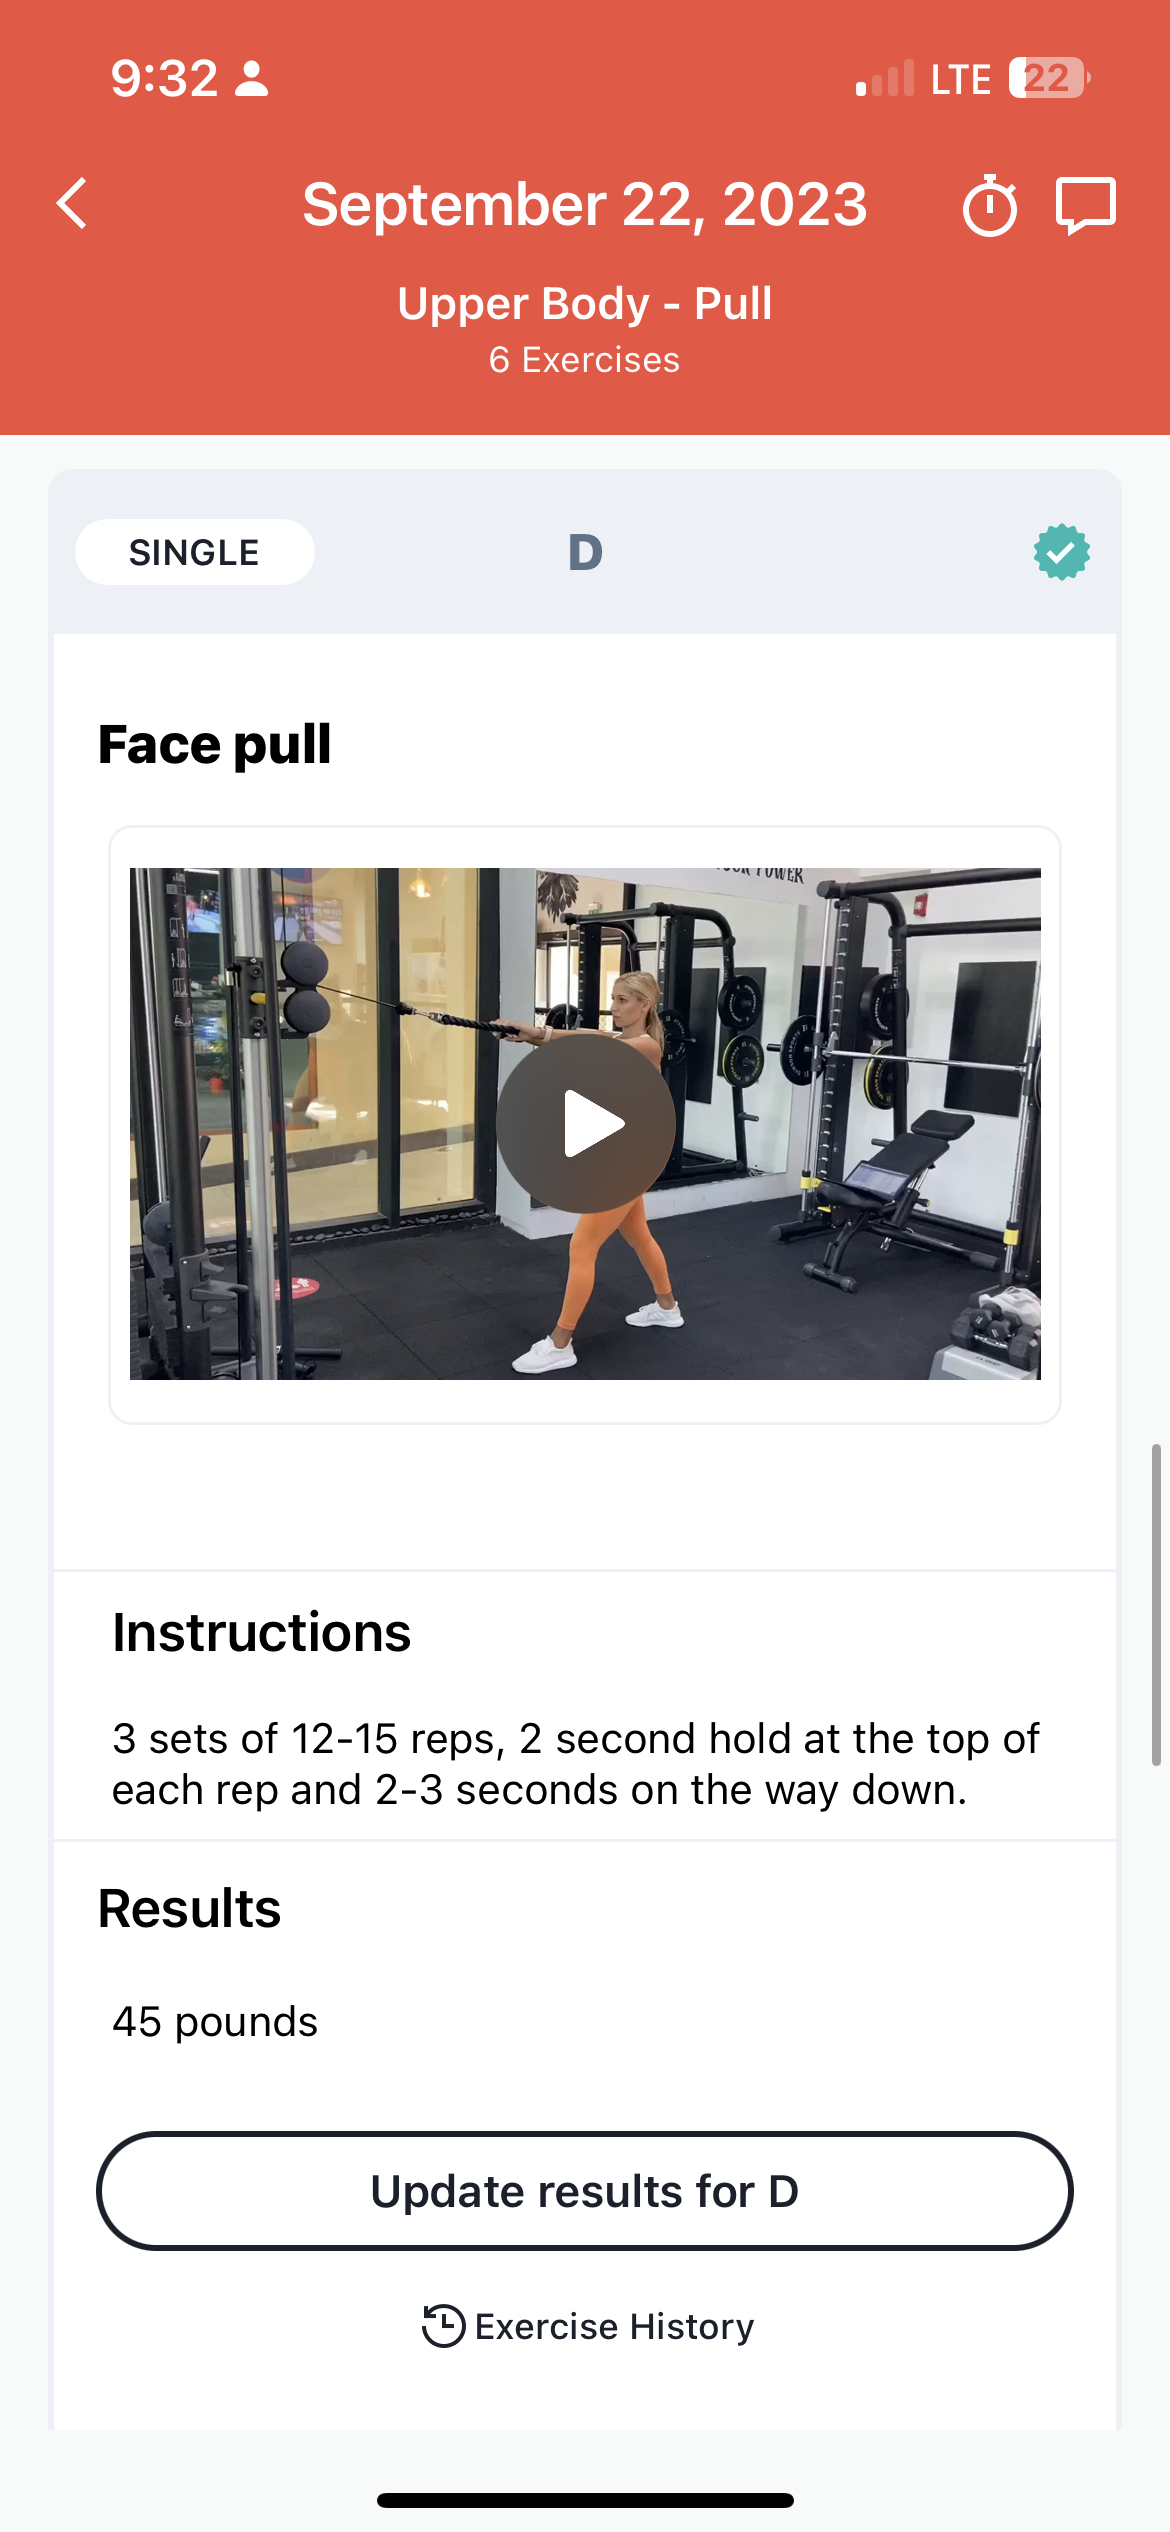 9:32
LTE 22
September 22, 2023
Upper Body - Pull
6 Exercises
SINGLE
D
Face pull
POWER
Instructions
3 sets of 12-15 reps, 2 second hold at the top of
each rep and 2-3 seconds on the way down.
Results
45 pounds
Update results for D
Exercise History